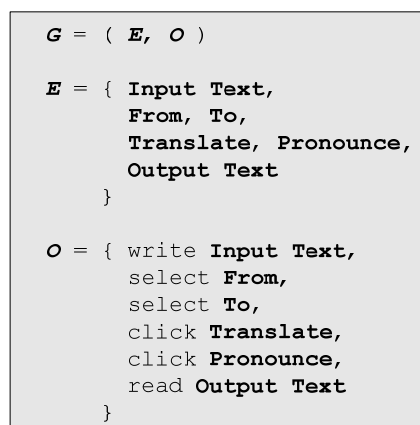 G = ( E, O )
E = { Input Text,
From, To,
Translate, Pronounce,
Output Text
}
O = { write Input Text,
select From,
select To,
click Translate,
click Pronounce,
read Output Text
}